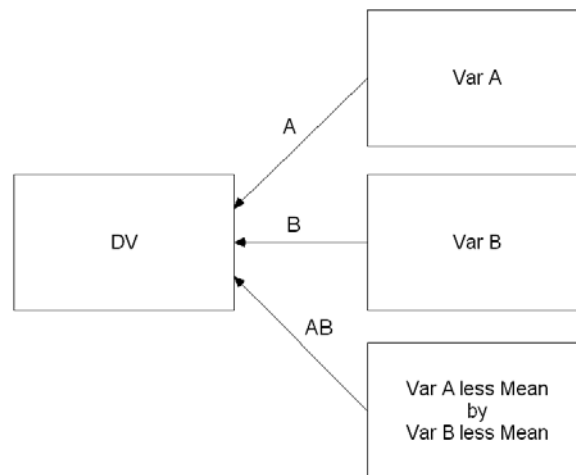 Var A
A
DV
B
Var B
AB
Var A less Mean
by
Var B less Mean